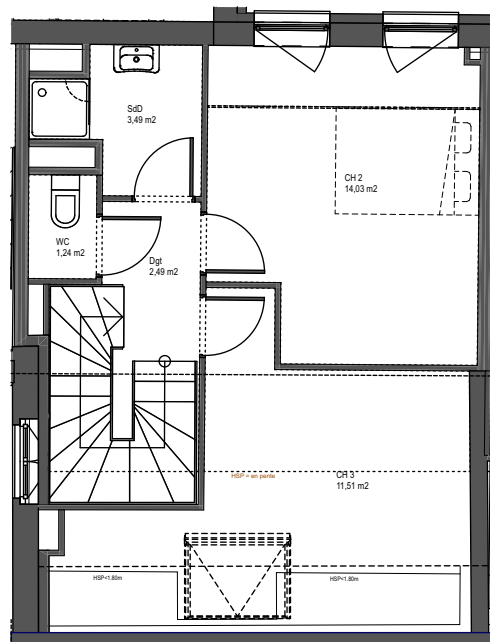 SdD
3,49 m2
CH 2
14,03 m2
WC
1,24 m2
Dgt
2,49 m2
HSP = en pente
CH 3
11,51 m2
HSP<1.80m
HSP<1.80m